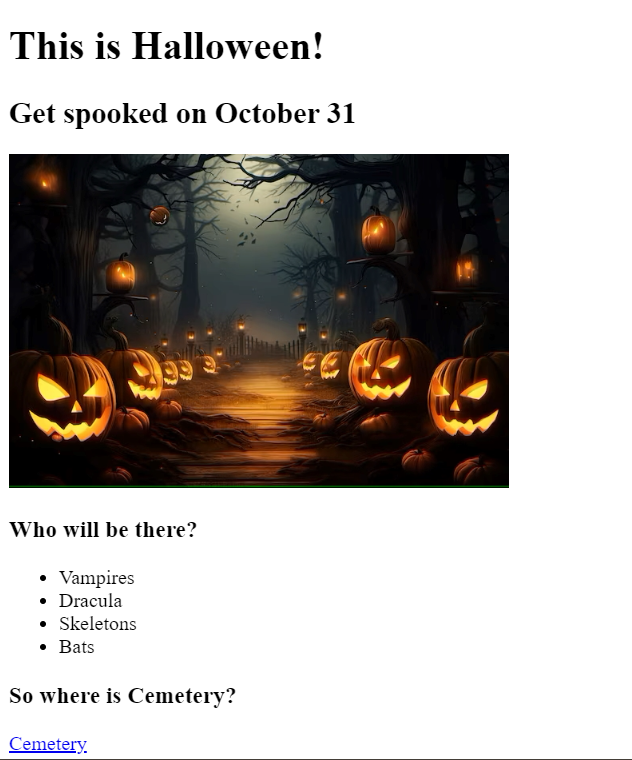 This is Halloween!
Get spooked on October 31
Who will be there?
Vampires
Dracula
Skeletons
Bats
So where is Cemetery?
Cemetery